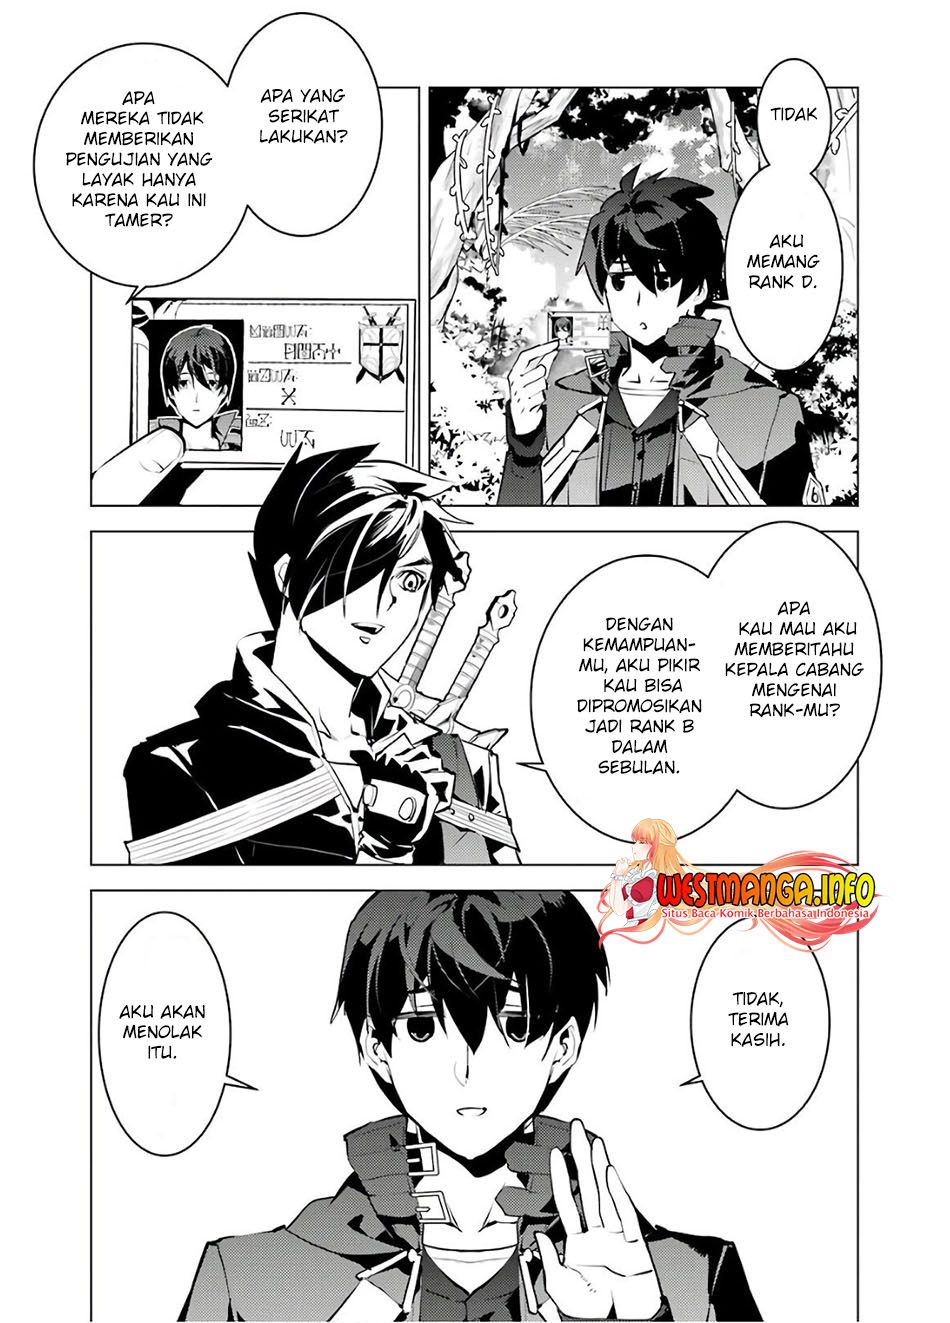 TIDAK
AKU
MEMANG
RANK D.
APA YANG
SERIKAT
LAKUKAN?
APA
MEREKA TIDAK
MEMBERIKAN
PENGUJIAN YANG
LAYAK HANYA
KARENA KAU INI
TAMER?
APA
KAU MAU AKU
MEMBERITAHU
KEPALA CABANG
MENGENAI
RANK-MU?
DENGAN
KEMAMPUAN-
MU, AKU PIKIR
KAU BISA
DIPROMOSIKAN
JADI RANK B
DALAM
SEBULAN.
WESTMANGA.INFO
Situs Baca Komik Berbahasa Indonesia
TIDAK,
TERIMA
KASIH.
AKU AKAN
MENOLAK
ITU.